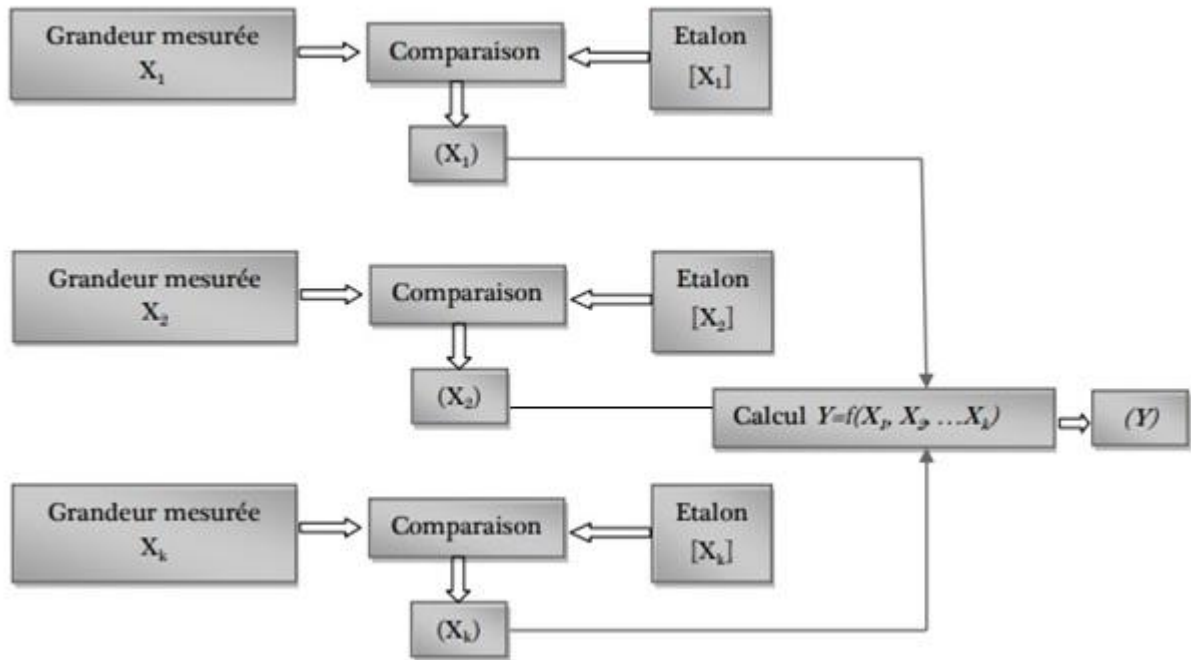 Grandeur mesurée
X₁
Comparaison
Etalon
[X₁]
(X₁)
Grandeur mesurée
X₂
Comparaison
Etalon
[X₂]
(X₂)
Calcul Y=f(X₁, X₂, ….Xₖ)
(Y)
Grandeur mesurée
Xₖ
Comparaison
Etalon
[Xₖ]
(Xₖ)